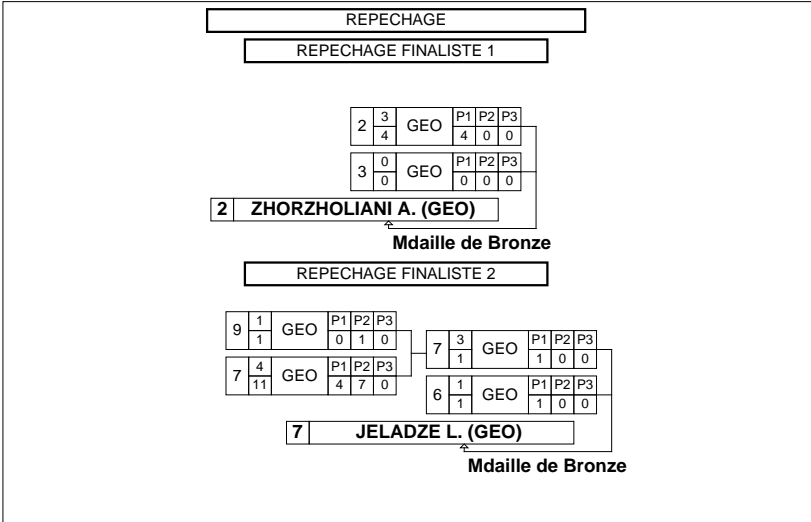 REPECHAGE
REPECHAGE FINALISTE 1
2 3 GEO P1 P2 P3
4 4 0 0
3 0 GEO P1 P2 P3
0 0 0 0
2 ZHORZHOLIANI A. (GEO)
Mdaille de Bronze
REPECHAGE FINALISTE 2
9 1 GEO P1 P2 P3
1 0 1 0
7 4 GEO P1 P2 P3
11 4 7 0
7 3 GEO P1 P2 P3
1 1 0 0
6 1 GEO P1 P2 P3
1 1 0 0
7 JELADZE L. (GEO)
Mdaille de Bronze